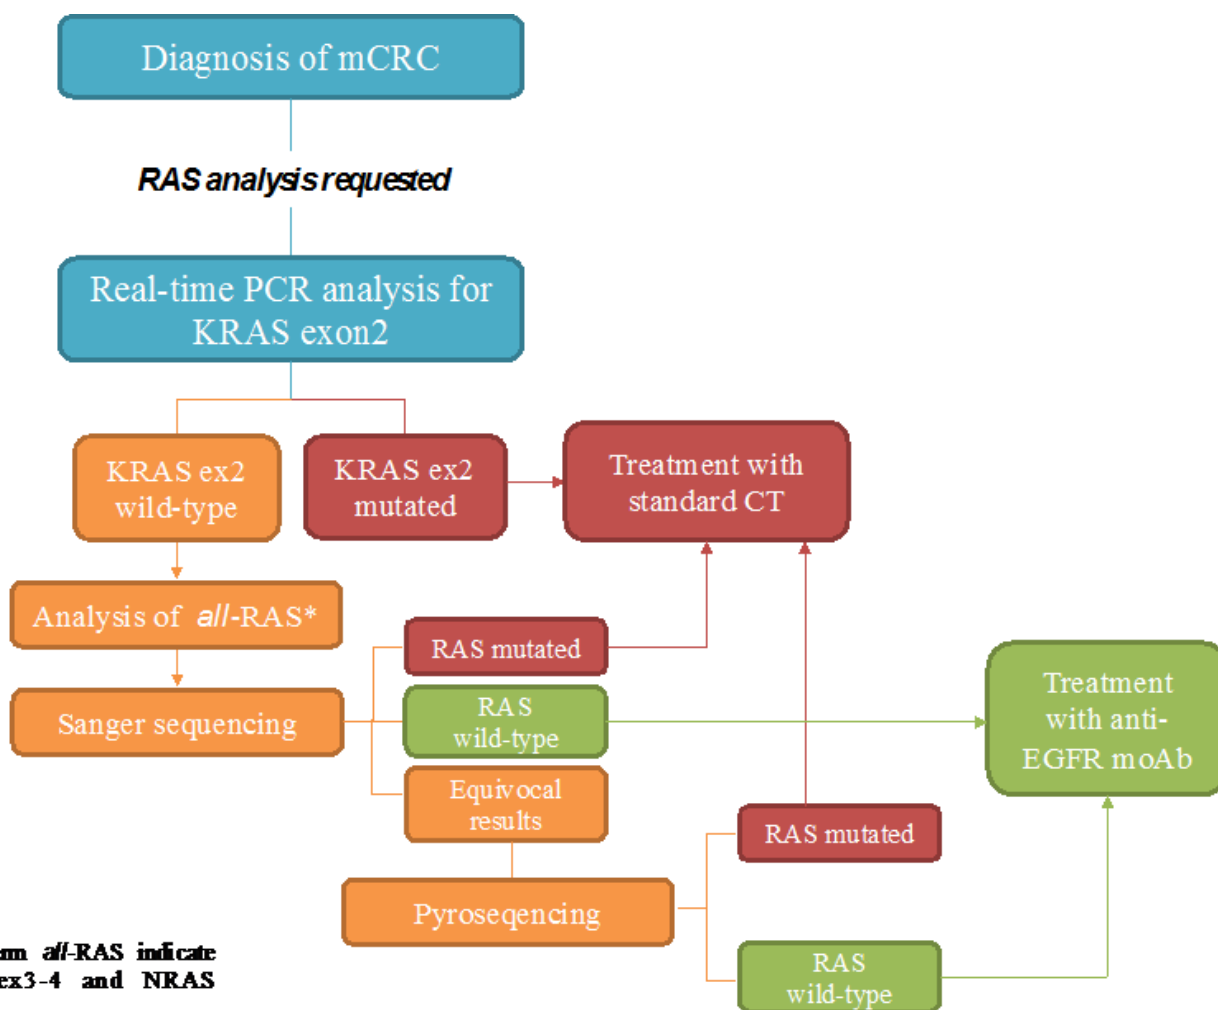 Diagnosis of mCRC
RAS analysis requested
Real-time PCR analysis for
KRAS exon2
KRAS ex2
wild-type
KRAS ex2
mutated
Treatment with
standard CT
Analysis of all-RAS*
Sanger sequencing
RAS mutated
RAS
wild-type
Equivocal
results
Treatment
with anti-
EGFR moAb
Pyroseqencing
RAS mutated
RAS
wild-type
all-RAS indicate
ex3-4 and NRAS